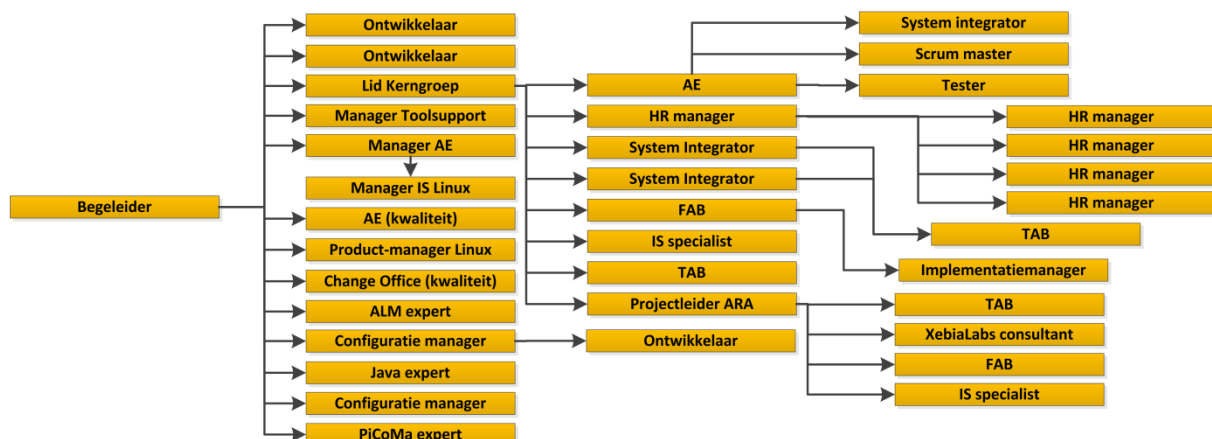 Begeleider
Ontwikkelaar
Ontwikkelaar
Lid Kerngroep
Manager Toolsupport
Manager AE
Manager IS Linux
AE (kwaliteit)
Product-manager Linux
Change Office (kwaliteit)
ALM expert
Configuratie manager
Java expert
Configuratie manager
PiCoMa expert
AE
HR manager
System Integrator
System Integrator
FAB
IS specialist
TAB
Projectleider ARA
Ontwikkelaar
System integrator
Scrum master
Tester
HR manager
HR manager
HR manager
HR manager
TAB
Implementatiemanager
TAB
XebiaLabs consultant
FAB
IS specialist